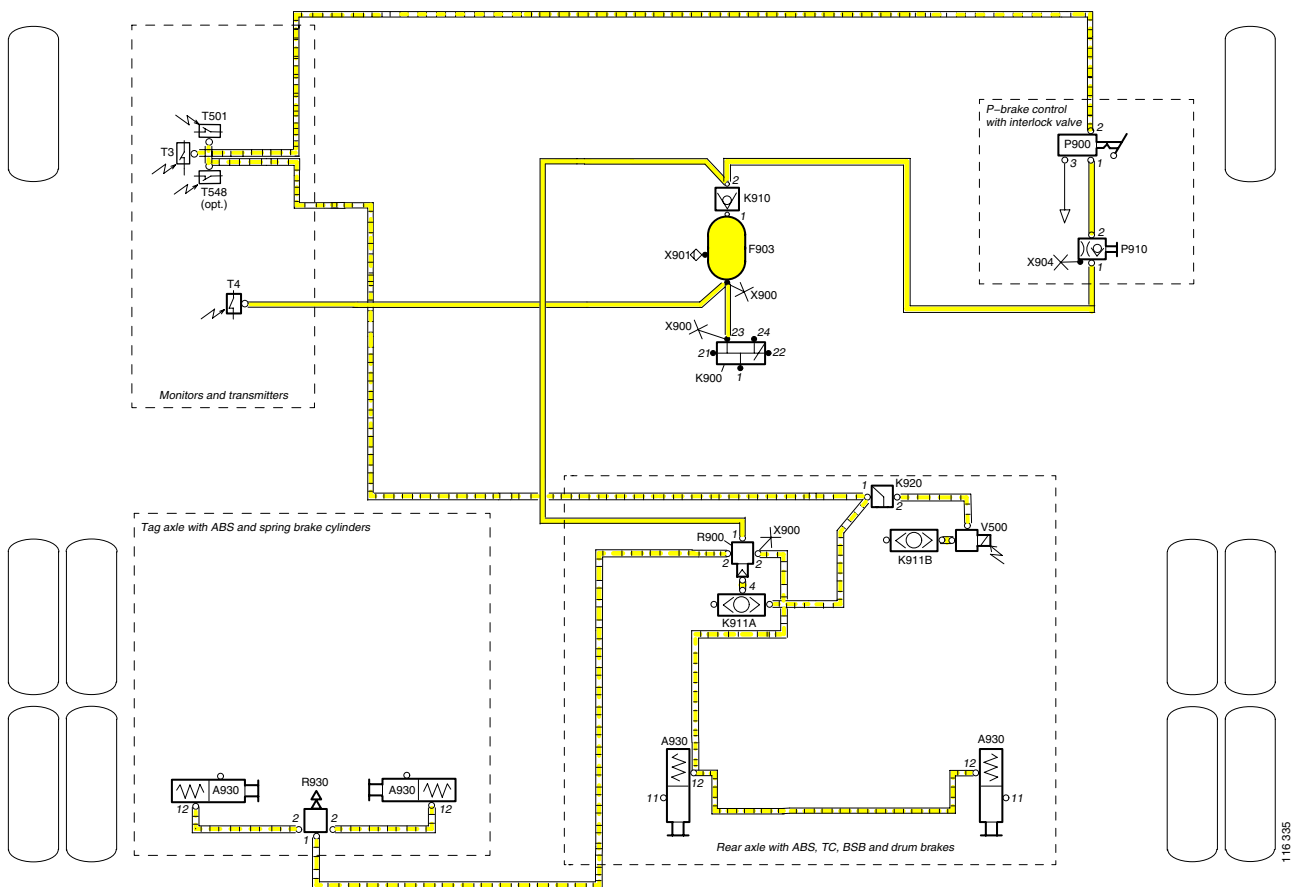 P–brake control
with interlock valve
2
P900
3
1
2
P910
X904
1
T501
T3
T548
(opt.)
T4
Monitors and transmitters
2
K910
1
X901
F903
X900
X900
23
24
21
22
K900
1
Tag axle with ABS and spring brake cylinders
1
K920
2
V500
K911B
R900
1
X900
2
2
4
K911A
A930
12
11
A930
12
11
Rear axle with ABS, TC, BSB and drum brakes
R930
A930
A930
12
12
2
2
1
116 335